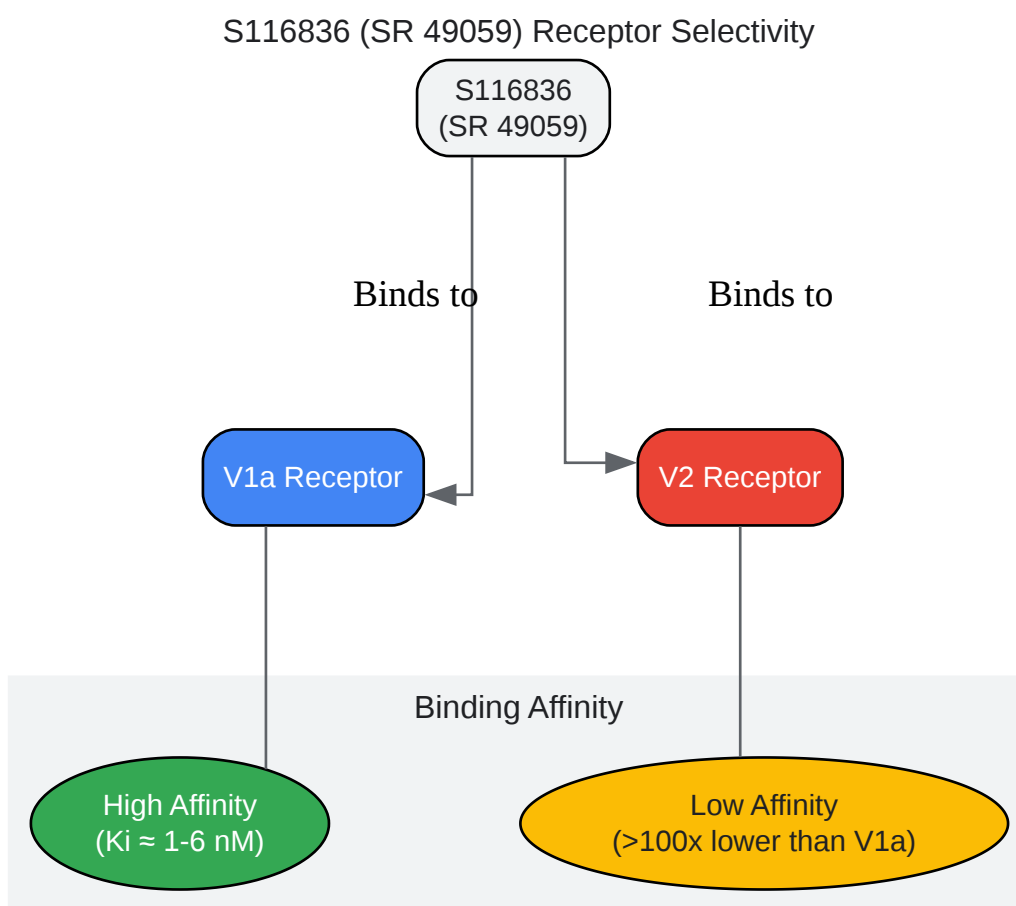 S116836 (SR 49059) Receptor Selectivity
S116836
(SR 49059)
Binds to
Binds to
V1a Receptor
V2 Receptor
Binding Affinity
High Affinity
(Ki ≈ 1-6 nM)
Low Affinity
(>100x lower than V1a)